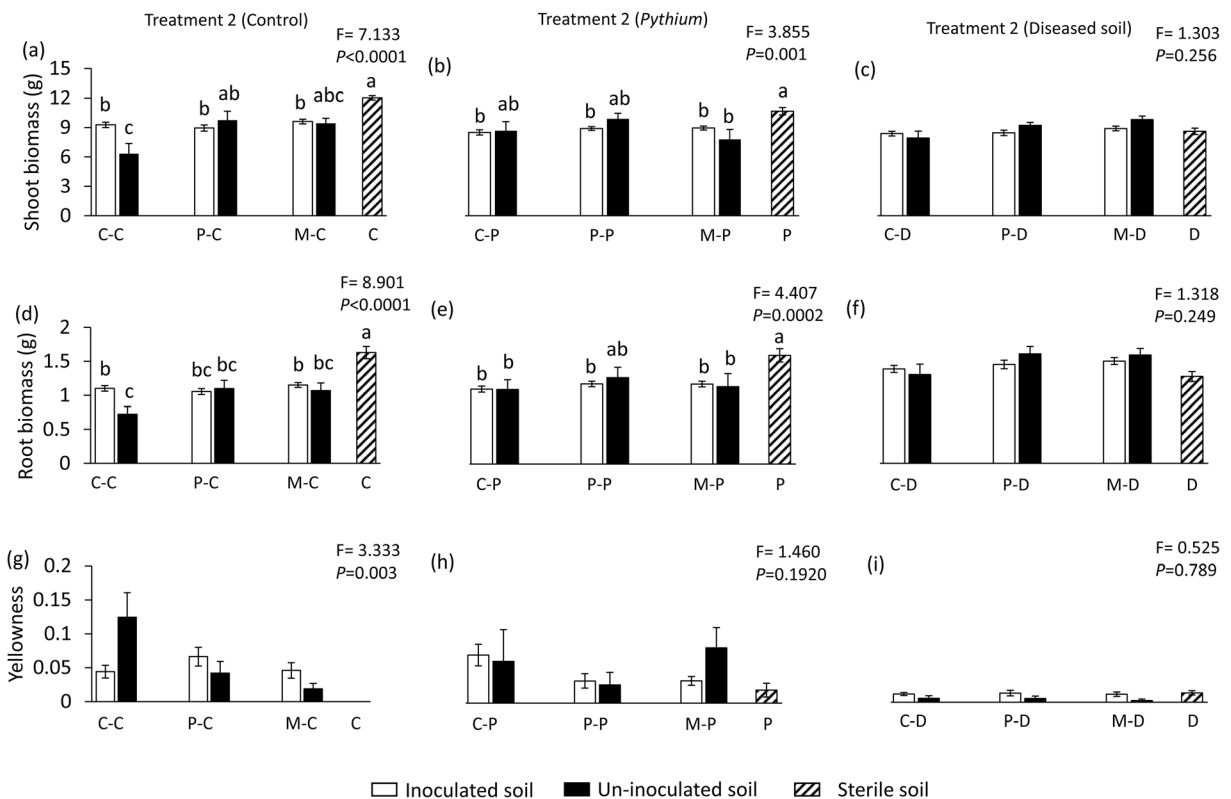 Treatment 2 (Control)
Treatment 2 (Pythium)
Treatment 2 (Diseased soil)
(a)
F= 7.133
P<0.0001
(b)
F= 3.855
P=0.001
(c)
F= 1.303
P=0.256
Shoot biomass (g)
15
12
9
6
3
0
b
c
b
ab
b
abc
a
b
ab
b
ab
b
b
a
C-C
P-C
M-C
C
C-P
P-P
M-P
P
C-D
P-D
M-D
D
(d)
F= 8.901
P<0.0001
(e)
F= 4.407
P=0.0002
(f)
F= 1.318
P=0.249
Root biomass (g)
2
1.5
1
0.5
0
b
c
bc
bc
b
bc
a
b
b
b
ab
b
b
a
C-C
P-C
M-C
C
C-P
P-P
M-P
P
C-D
P-D
M-D
D
(g)
F= 3.333
P=0.003
(h)
F= 1.460
P=0.1920
(i)
F= 0.525
P=0.789
Yellowness
0.2
0.15
0.1
0.05
0
C-C
P-C
M-C
C
C-P
P-P
M-P
P
C-D
P-D
M-D
D
Inoculated soil
Un-inoculated soil
Sterile soil